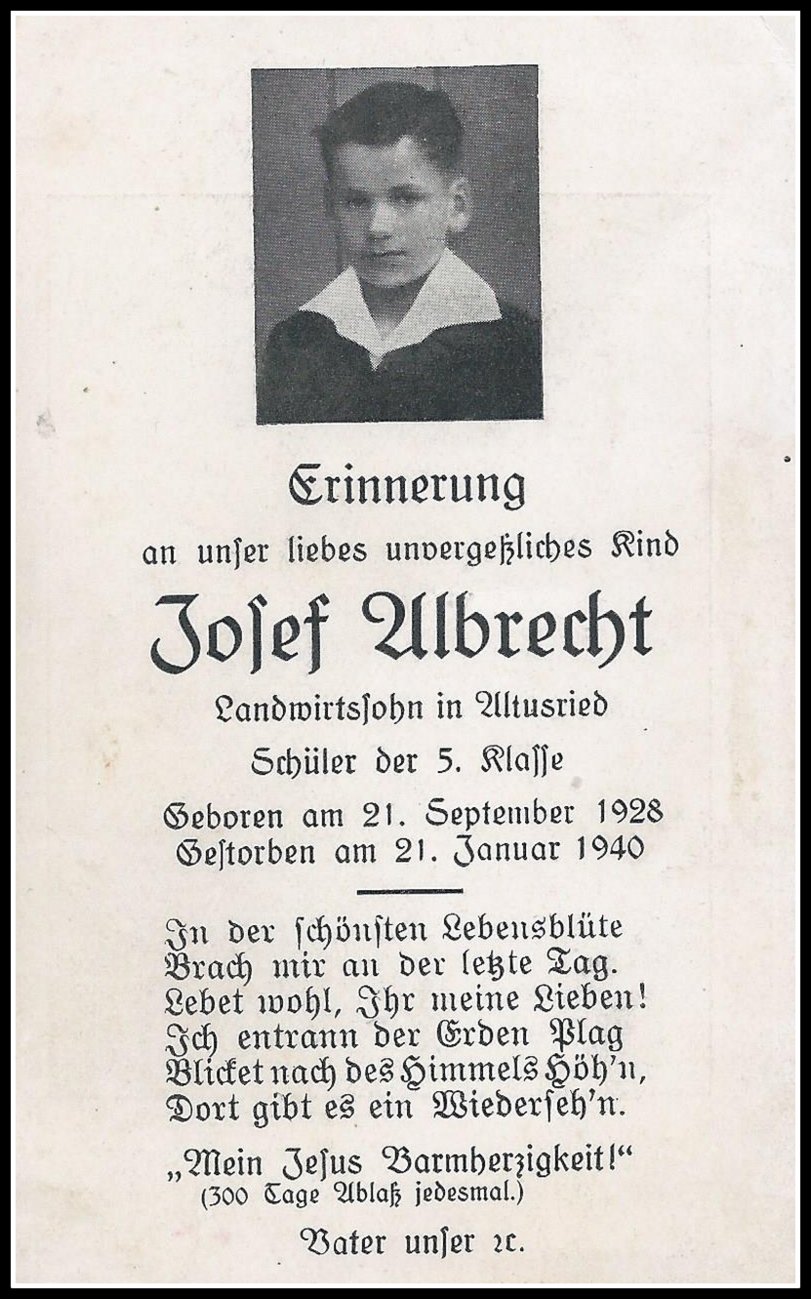 Erinnerung
an unser liebes unvergeßliches Kind
Josef Albrecht
Landwirtssohn in Altusried
Schüler der 5. Klasse
Geboren am 21. September 1928
Gestorben am 21. Januar 1940
In der schönsten Lebensblüte
Brach mir an der letzte Tag.
Lebet wohl, Ihr meine Lieben!
Ich entrann der Erden Plag
Blicket nach des Himmels Höh'n,
Dort gibt es ein Wiederseh'n.
„Mein Jesus Barmherzigkeit!“
(300 Tage Ablaß jedesmal.)
Vater unser ꝛc.